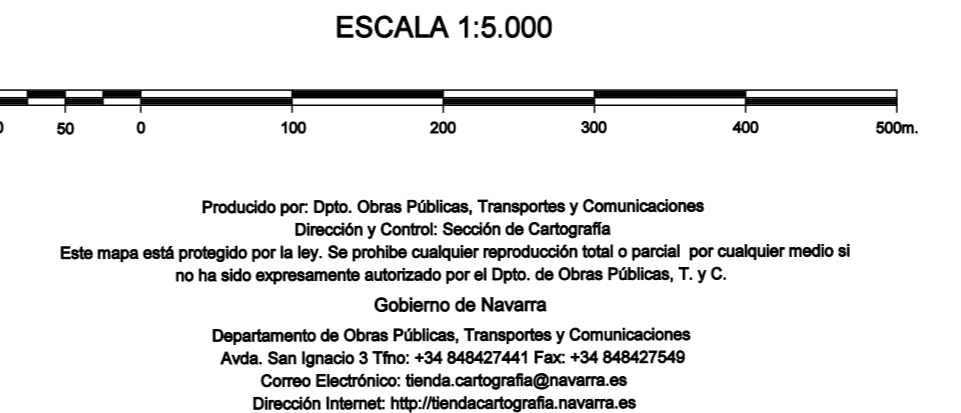 ESCALA 1:5.000
0 50 0 100 200 300 400 500m.
Producido por: Dpto. Obras Públicas, Transportes y Comunicaciones
Dirección y Control: Sección de Cartografía
Este mapa está protegido por la ley. Se prohibe cualquier reproducción total o parcial por cualquier medio si
no ha sido expresamente autorizado por el Dpto. de Obras Públicas, T. y C.
Gobierno de Navarra
Departamento de Obras Públicas, Transportes y Comunicaciones
Avda. San Ignacio 3 Tfno: +34 848427441 Fax: +34 848427549
Correo Electrónico: tienda.cartografia@navarra.es
Dirección Internet: http://tiendacartografia.navarra.es